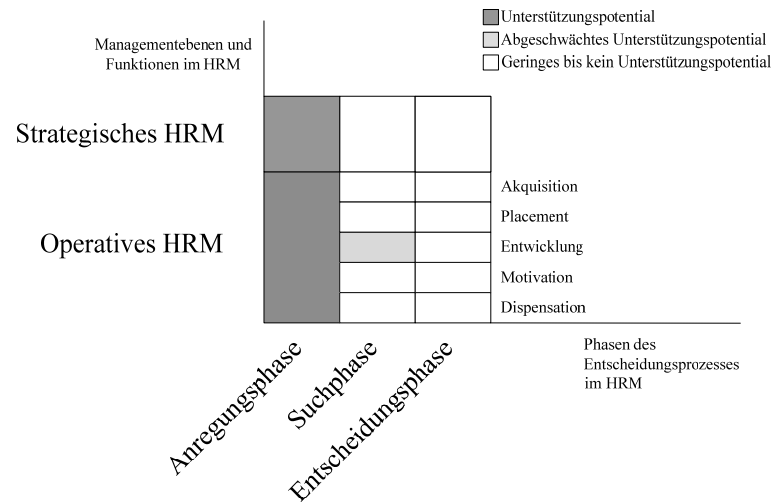 Unterstützungspotential
Abgeschwächtes Unterstützungspotential
Geringes bis kein Unterstützungspotential
Managementebenen und
Funktionen im HRM
Strategisches HRM
Operatives HRM
Akquisition
Placement
Entwicklung
Motivation
Dispensation
Anregungsphase
Suchphase
Entscheidungsphase
Phasen des
Entscheidungsprozesses
im HRM